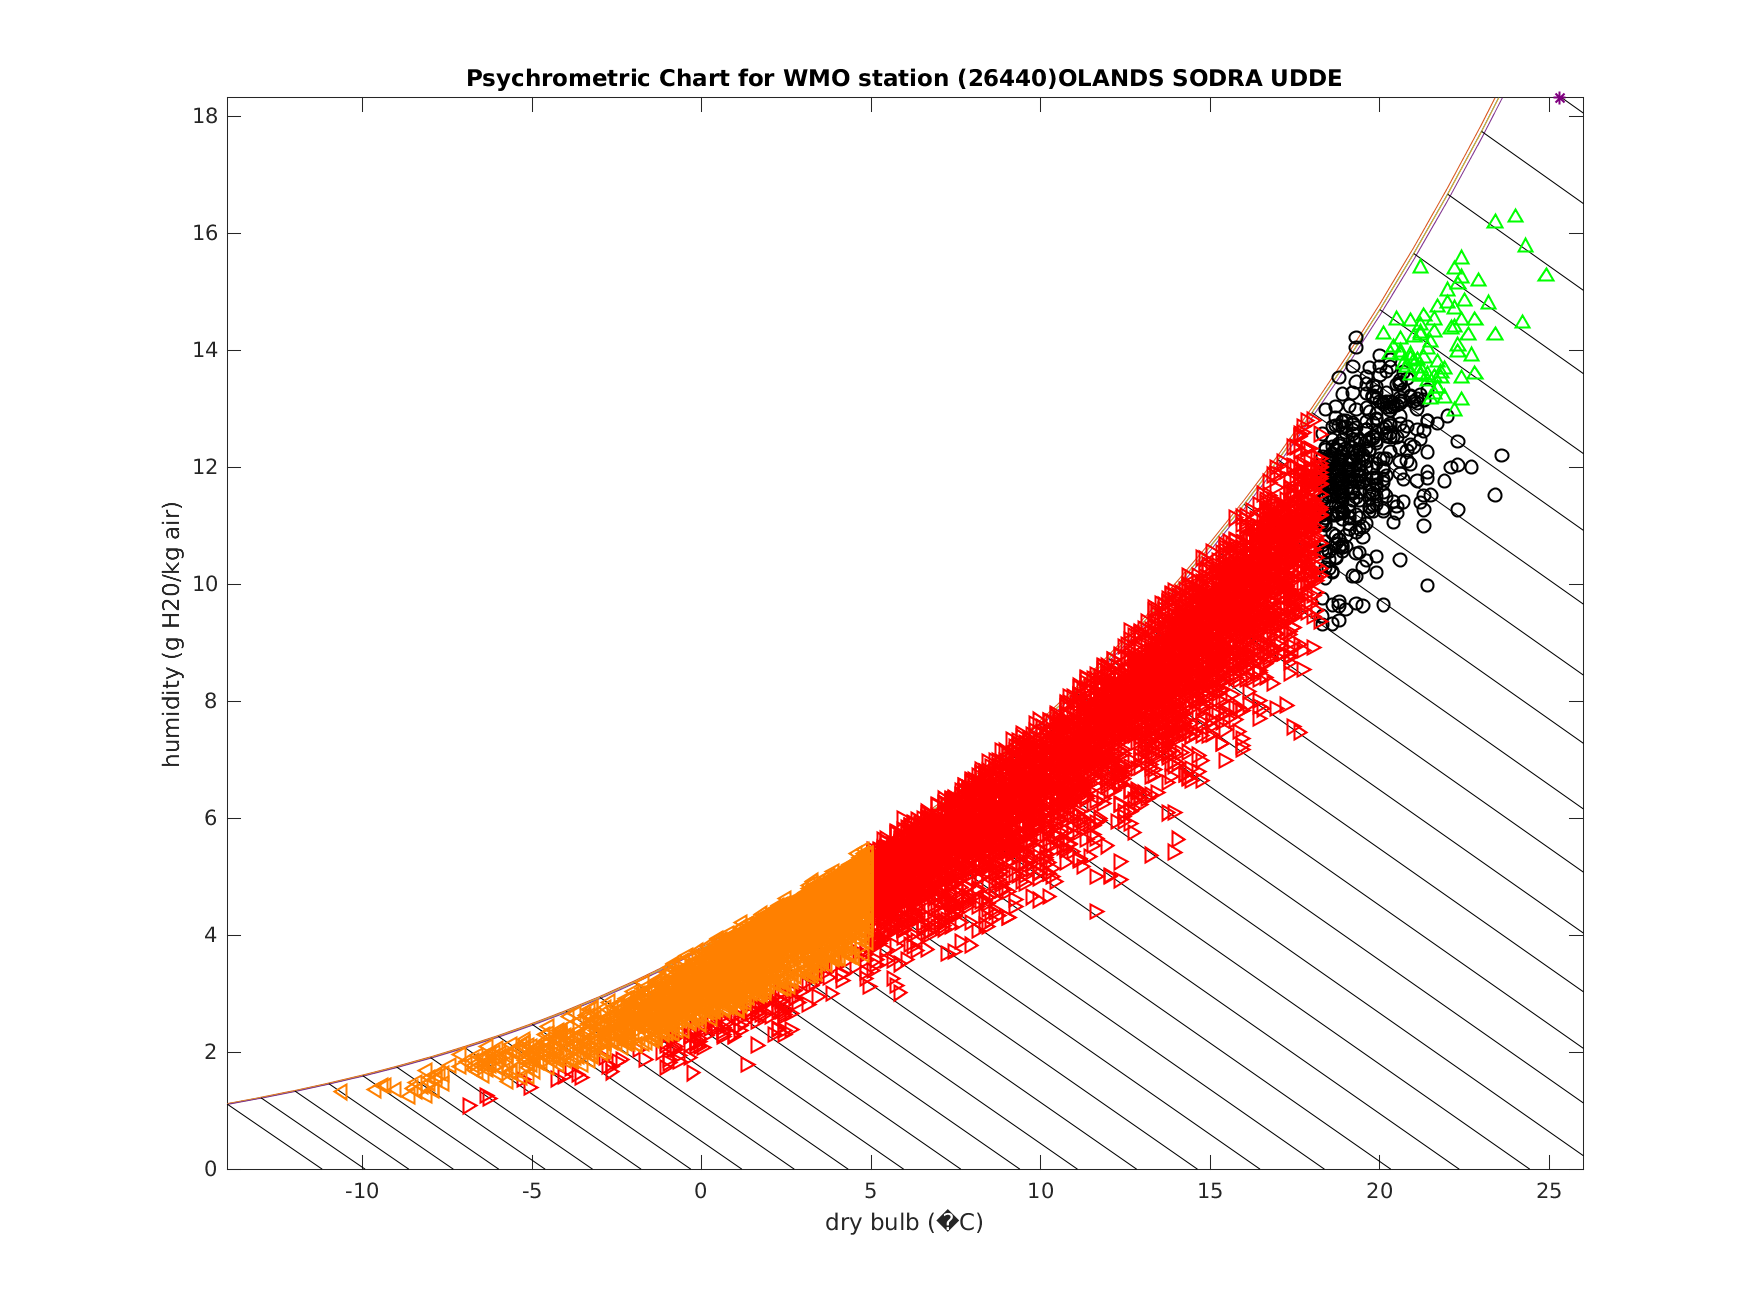 Psychrometric Chart for WMO station (26440)OLANDS SODRA UDDE
18
16
14
12
10
8
6
4
2
0
humidity (g H20/kg air)
-10 -5 0 5 10 15 20 25
dry bulb (�C)